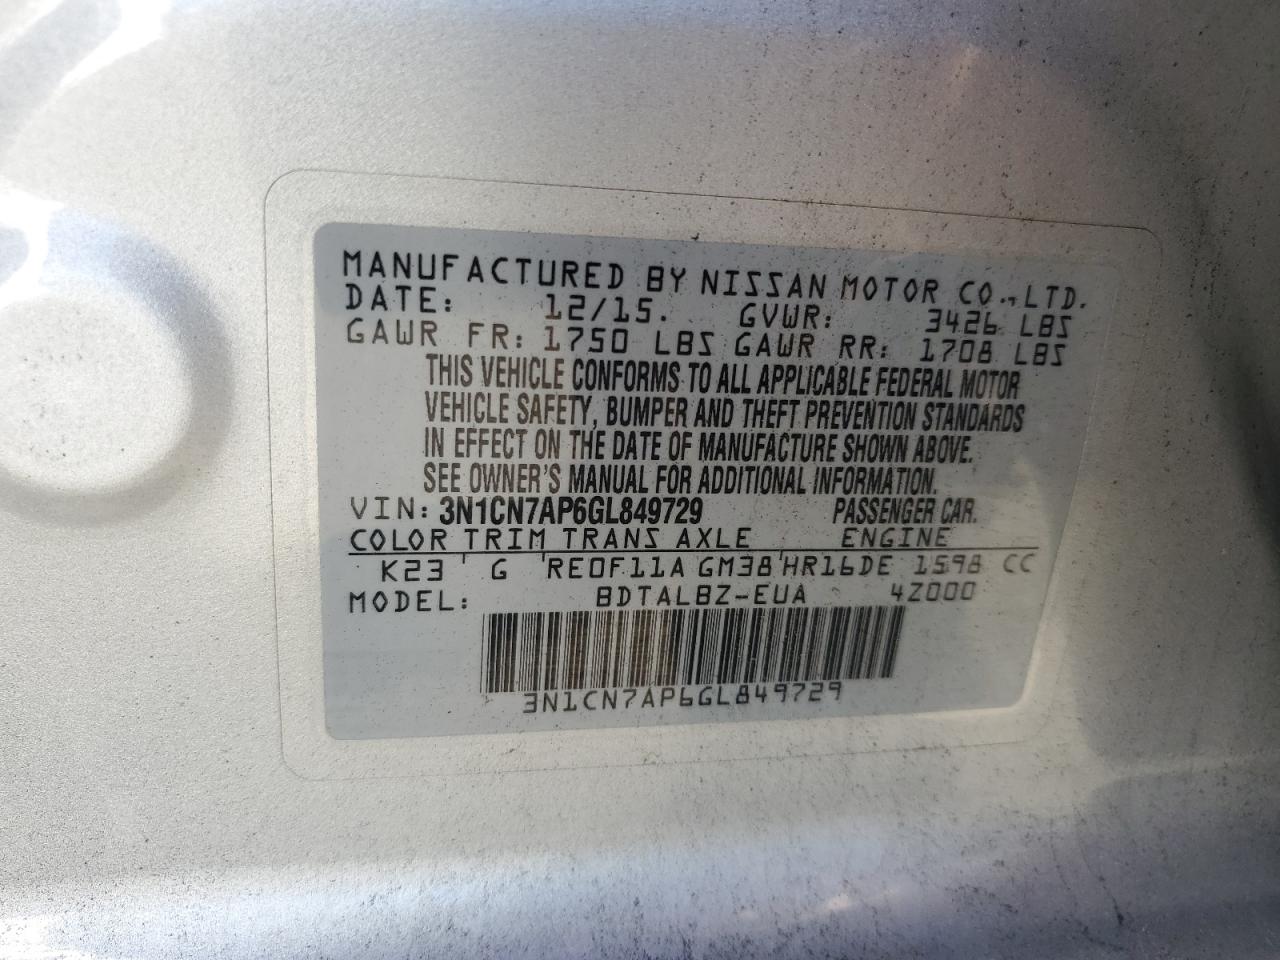 MANUFACTURED BY NISSAN MOTOR CO.,LTD.
DATE: 12/15. GVWR: 3426 LBS
GAWR FR: 1750 LBS GAWR RR: 1708 LBS
THIS VEHICLE CONFORMS TO ALL APPLICABLE FEDERAL MOTOR
VEHICLE SAFETY, BUMPER AND THEFT PREVENTION STANDARDS
IN EFFECT ON THE DATE OF MANUFACTURE SHOWN ABOVE.
SEE OWNER'S MANUAL FOR ADDITIONAL INFORMATION.
VIN: 3N1CN7AP6GL849729 PASSENGER CAR.
COLOR TRIM TRANS AXLE ENGINE
K23 G RE0F11A GM38 HR16DE 1598 CC
MODEL: BDTALBZ-EUA 4Z000
3N1CN7AP6GL849729